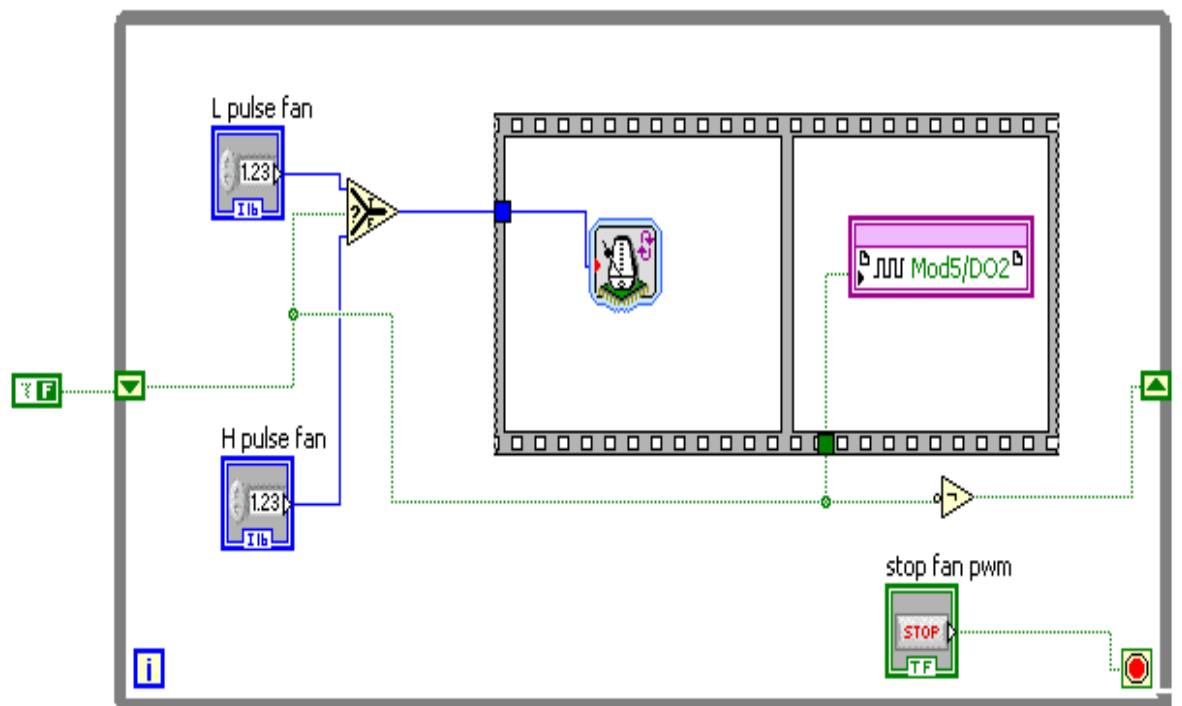 L pulse fan
1.23
I16
? T F
Mod5/DO2
F
H pulse fan
1.23
I16
stop fan pwm
STOP
TF
i